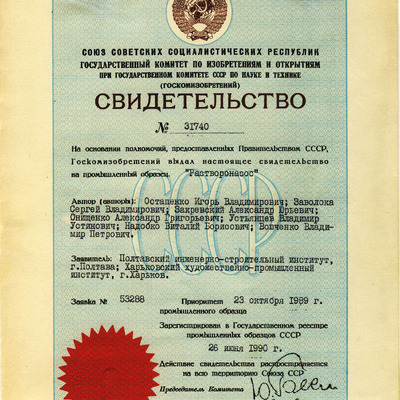 СОЮЗ СОВЕТСКИХ СОЦИАЛИСТИЧЕСКИХ РЕСПУБЛИК
ГОСУДАРСТВЕННЫЙ КОМИТЕТ ПО ИЗОБРЕТЕНИЯМ И ОТКРЫТИЯМ
ПРИ ГОСУДАРСТВЕННОМ КОМИТЕТЕ СССР ПО НАУКЕ И ТЕХНИКЕ
(ГОСКОМИЗОБРЕТЕНИЙ)
СВИДЕТЕЛЬСТВО
№ 31740
На основании полномочий, предоставленных Правительством СССР,
Госкомизобретений выдал настоящее свидетельство
на промышленный образец "Растворонасос"
Автор (авторы): Остапенко Игорь Владимирович; Заволока
Сергей Владимирович; Закревский Александр Юрьевич;
Онищенко Александр Григорьевич; Устьянцев Владимир
Устинович; Надобко Виталий Борисович; Вовченко Влади-
мир Петрович.
СССР
Заявитель: Полтавский инженерно-строительный институт,
г.Полтава; Харьковский художественно-промышленный
институт, г.Харьков.
Заявка № 53288 Приоритет 23 октября 1989 г.
промышленного образца
Зарегистрирован в Государственном реестре
промышленных образцов СССР
26 июня 1990 г.
Действие свидетельства распространяется
на всю территорию Союза ССР
Председатель Комитета